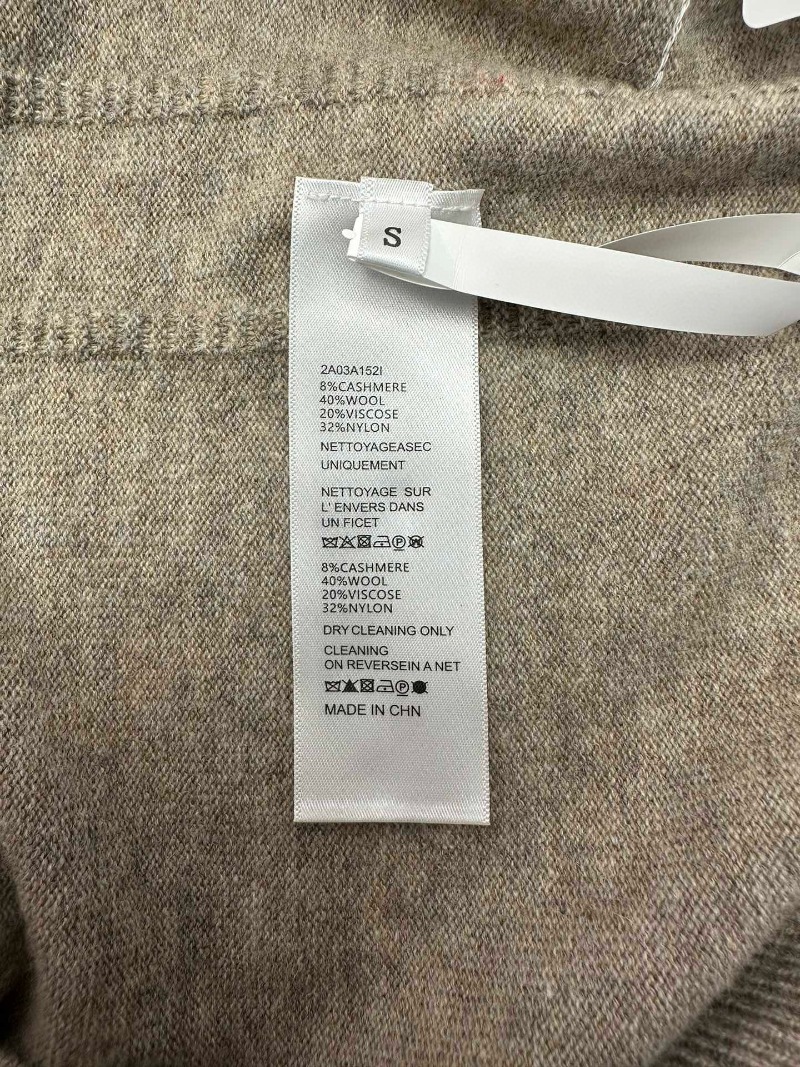 S
2A03A152I
8%CASHMERE
40%WOOL
20%VISCOSE
32%NYLON
NETTOYAGEASEC
UNIQUEMENT
NETTOYAGE SUR
L' ENVERS DANS
UN FICET
8%CASHMERE
40%WOOL
20%VISCOSE
32%NYLON
DRY CLEANING ONLY
CLEANING
ON REVERSEIN A NET
MADE IN CHN